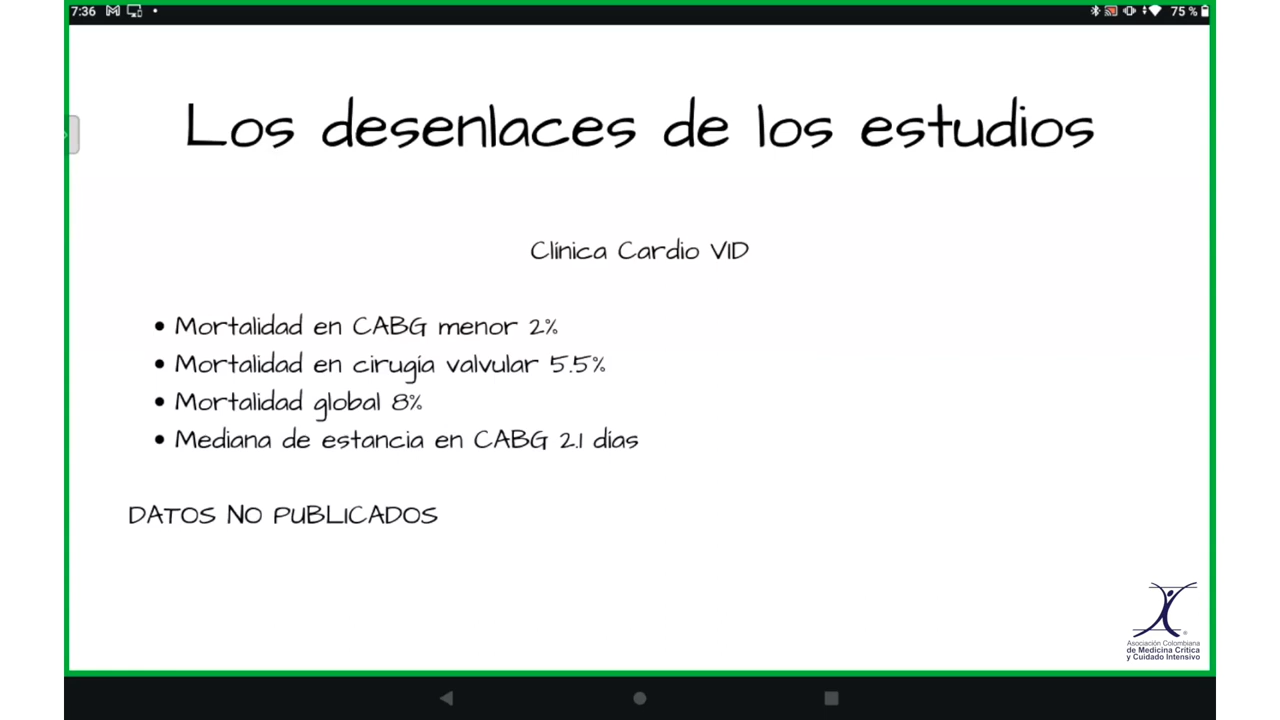 7:36
75 %
Los desenlaces de los estudios
Clínica Cardio VID
• Mortalidad en CABG menor 2%
• Mortalidad en cirugía valvular 5.5%
• Mortalidad global 8%
• Mediana de estancia en CABG 2.1 días
DATOS NO PUBLICADOS
Asociación Colombiana
de Medicina Crítica
y Cuidado Intensivo